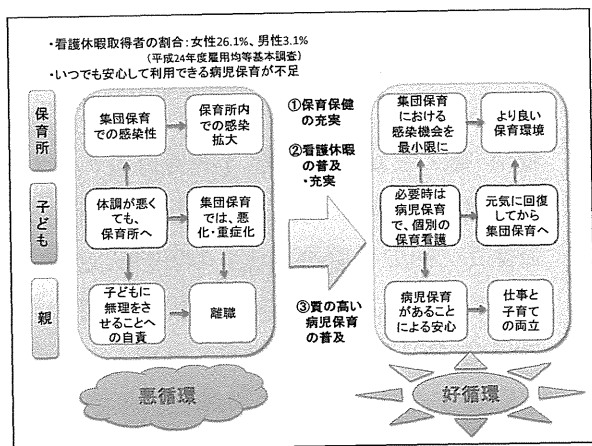 ・看護休暇取得者の割合：女性26.1%、男性3.1%
（平成24年度雇用均等基本調査）
・いつでも安心して利用できる病児保育が不足
保育所
子ども
親
集団保育
での感染性
保育所内
での感染
拡大
体調が悪く
ても、
保育所へ
集団保育
では、悪
化・重症化
子どもに
無理をさ
せることへ
の自責
離職
悪循環
①保育保健
の充実
②看護休暇
の普及
・充実
③質の高い
病児保育
の普及
集団保育
における
感染機会を
最小限に
より良い
保育環境
必要時は
病児保育
で、個別の
保育看護
元気に回復
してから
集団保育へ
病児保育
があること
による安心
仕事と
子育て
の両立
好循環